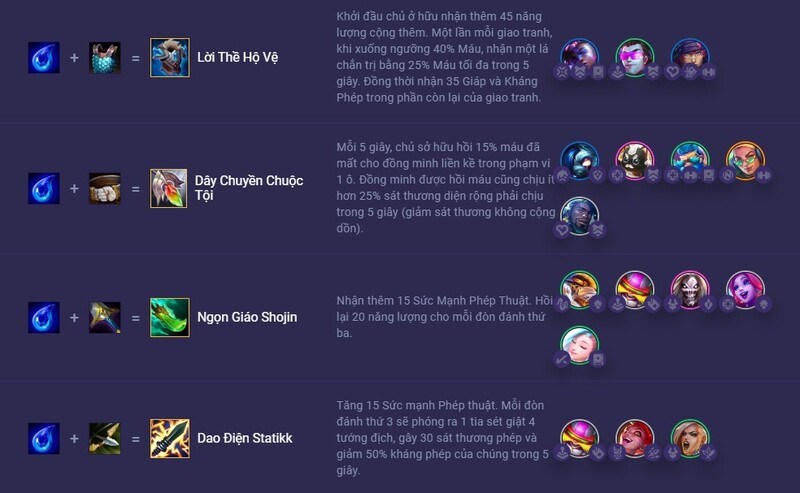 Khởi đầu chủ ở hữu nhận thêm 45 năng
lượng cộng thêm. Một lần mỗi giao tranh,
khi xuống ngưỡng 40% Máu, nhận một lá
chắn trị bằng 25% Máu tối đa trong 5
giây. Đồng thời nhận 35 Giáp và Kháng
Phép trong phần còn lại của giao tranh.
+ = Lời Thề Hộ Vệ
Mỗi 5 giây, chủ sở hữu hồi 15% máu đã
mất cho đồng minh liền kề trong phạm vi
1 ô. Đồng minh được hồi máu cũng chịu ít
hơn 25% sát thương diện rộng phải chịu
trong 5 giây (giảm sát thương không cộng
dồn).
+ = Dây Chuyền Chuộc
Tội
Nhận thêm 15 Sức Mạnh Phép Thuật. Hồi
lại 20 năng lượng cho mỗi đòn đánh thứ
ba.
+ = Ngọn Giáo Shojin
Tăng 15 Sức mạnh Phép thuật. Mỗi đòn
đánh thứ 3 sẽ phóng ra 1 tia sét giật 4
tướng địch, gây 30 sát thương phép và
giảm 50% kháng phép của chúng trong 5
giây.
+ = Dao Điện Statikk